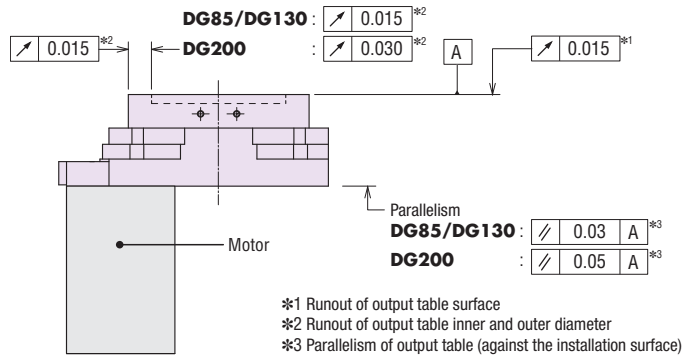 DG85/DG130 : ↗ 0.015 *2
↗ 0.015 *2
DG200 : ↗ 0.030 *2
A
↗ 0.015 *1
Parallelism
DG85/DG130 : // 0.03 A *3
DG200 : // 0.05 A *3
Motor
*1 Runout of output table surface
*2 Runout of output table inner and outer diameter
*3 Parallelism of output table (against the installation surface)